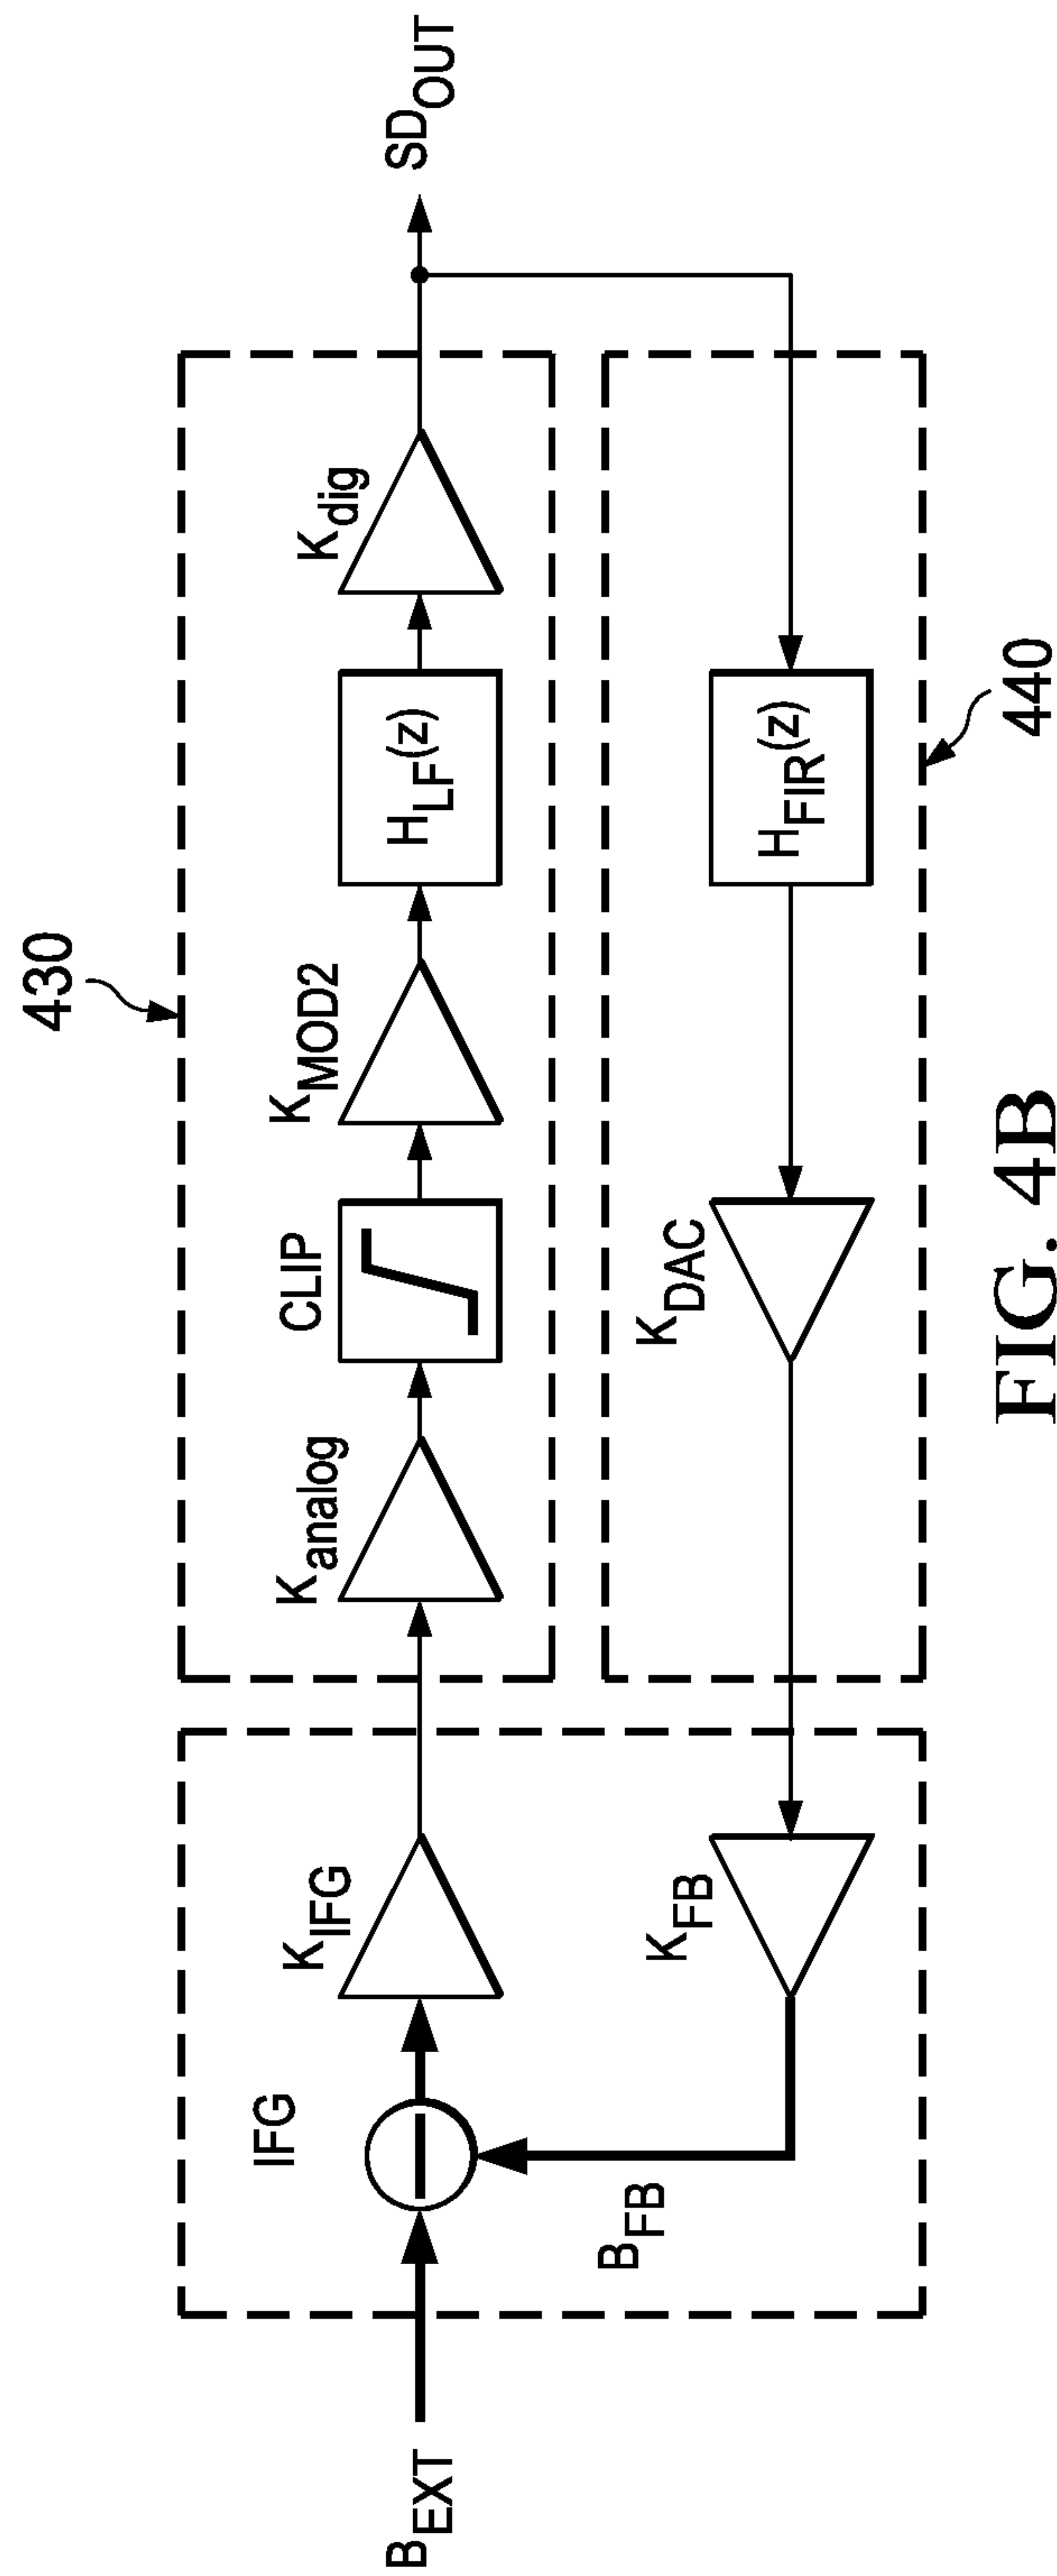 430
B_EXT
IFG
K_IFG
K_analog
CLIP
K_MOD2
H_LF(z)
K_dig
SD_OUT
B_FB
K_FB
K_DAC
H_FIR(z)
440
FIG. 4B